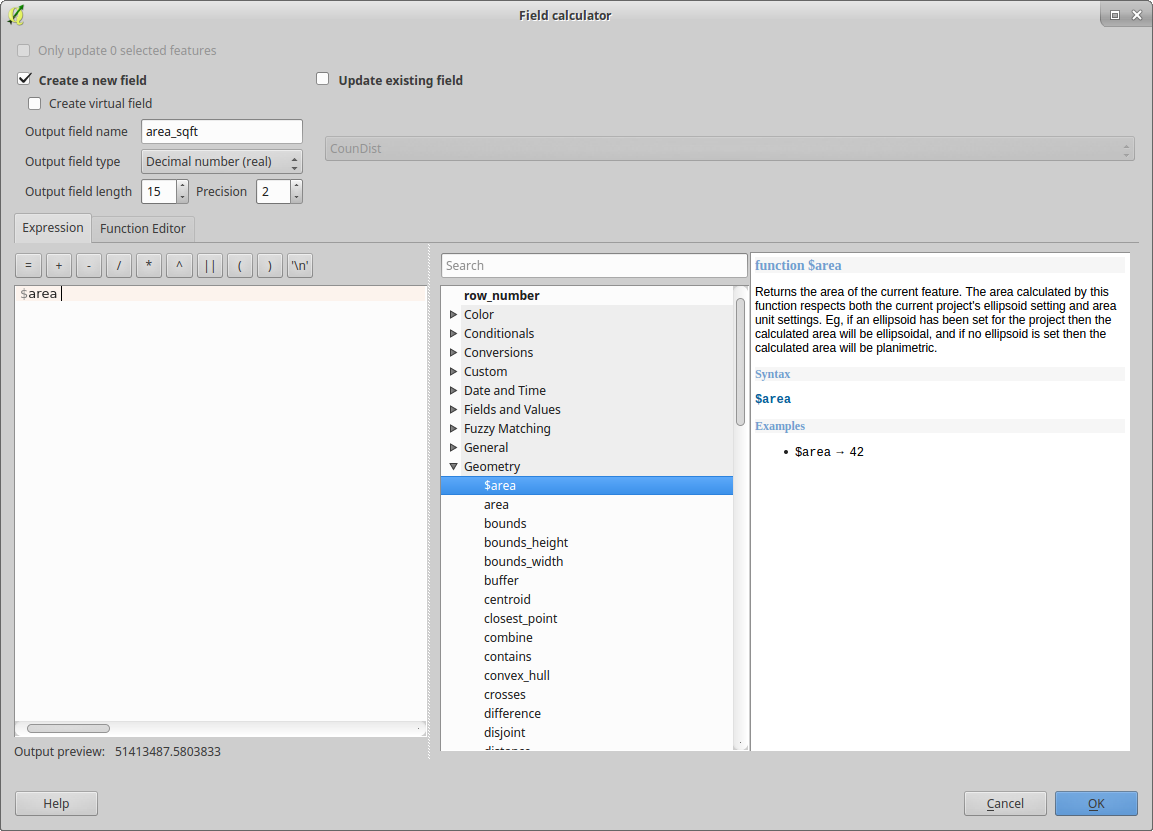 Field calculator
Only update 0 selected features
Create a new field
Update existing field
Create virtual field
Output field name area_sqft
CounDist
Output field type Decimal number (real)
Output field length 15 Precision 2
Expression Function Editor
= + - / * ^ || ( ) '\n'
$area
Output preview: 51413487.5803833
Search
row_number
Color
Conditionals
Conversions
Custom
Date and Time
Fields and Values
Fuzzy Matching
General
Geometry
$area
area
bounds
bounds_height
bounds_width
buffer
centroid
closest_point
combine
contains
convex_hull
crosses
difference
disjoint
function $area
Returns the area of the current feature. The area calculated by this
function respects both the current project's ellipsoid setting and area
unit settings. Eg, if an ellipsoid has been set for the project then the
calculated area will be ellipsoidal, and if no ellipsoid is set then the
calculated area will be planimetric.
Syntax
$area
Examples
• $area → 42
Help
Cancel
OK